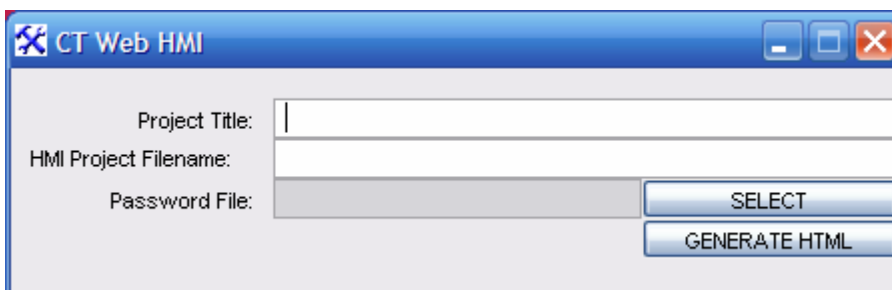 CT Web HMI
Project Title:
HMI Project Filename:
Password File: SELECT
GENERATE HTML